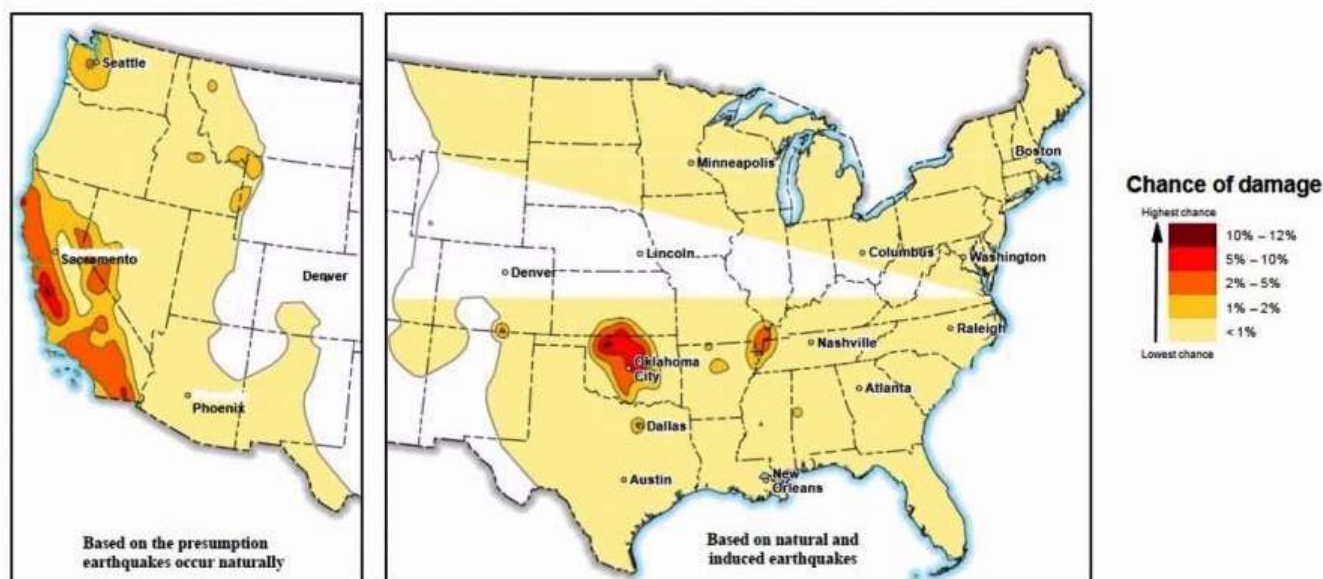 Seattle
Sacramento
Denver
Phoenix
Based on the presumption
earthquakes occur naturally
Minneapolis
Boston
Lincoln
Columbus
Washington
Denver
Raleigh
Nashville
Oklahoma
City
Atlanta
Dallas
Austin
New
Orleans
Based on natural and
induced earthquakes
Chance of damage
Highest chance
10% – 12%
5% – 10%
2% – 5%
1% – 2%
< 1%
Lowest chance